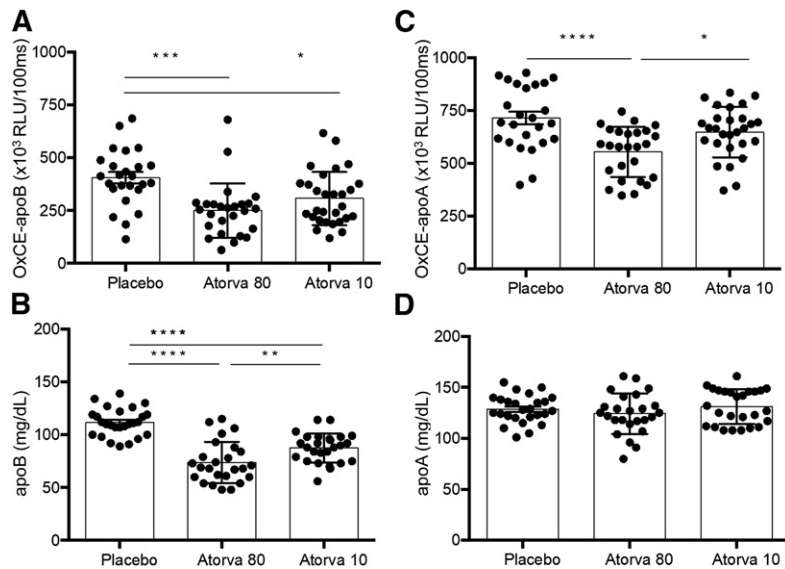 A
OxCE-apoB (x10³ RLU/100ms)
1000
750
500
250
0
***
*
Placebo
Atorva 80
Atorva 10
B
apoB (mg/dL)
200
150
100
50
0
****
****
**
Placebo
Atorva 80
Atorva 10
C
OxCE-apoA (x10³ RLU/100ms)
1000
750
500
250
0
****
*
Placebo
Atorva 80
Atorva 10
D
apoA (mg/dL)
200
150
100
50
0
Placebo
Atorva 80
Atorva 10